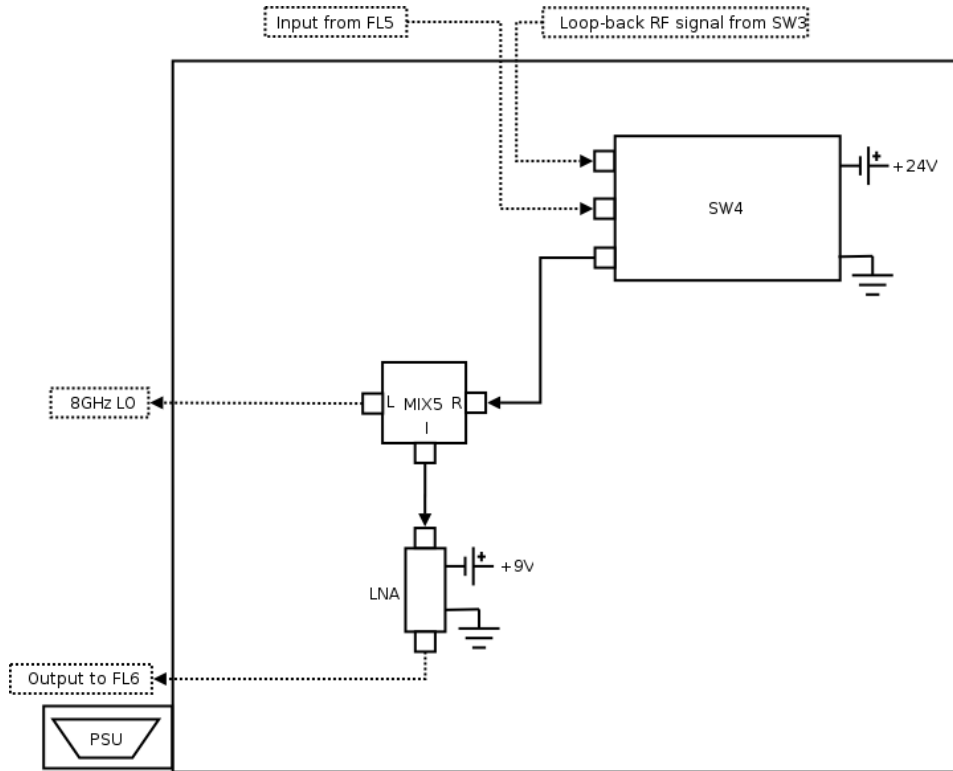 Input from FL5
Loop-back RF signal from SW3
+24V
SW4
8GHz LO
L MIX5 R
I
+9V
LNA
Output to FL6
PSU